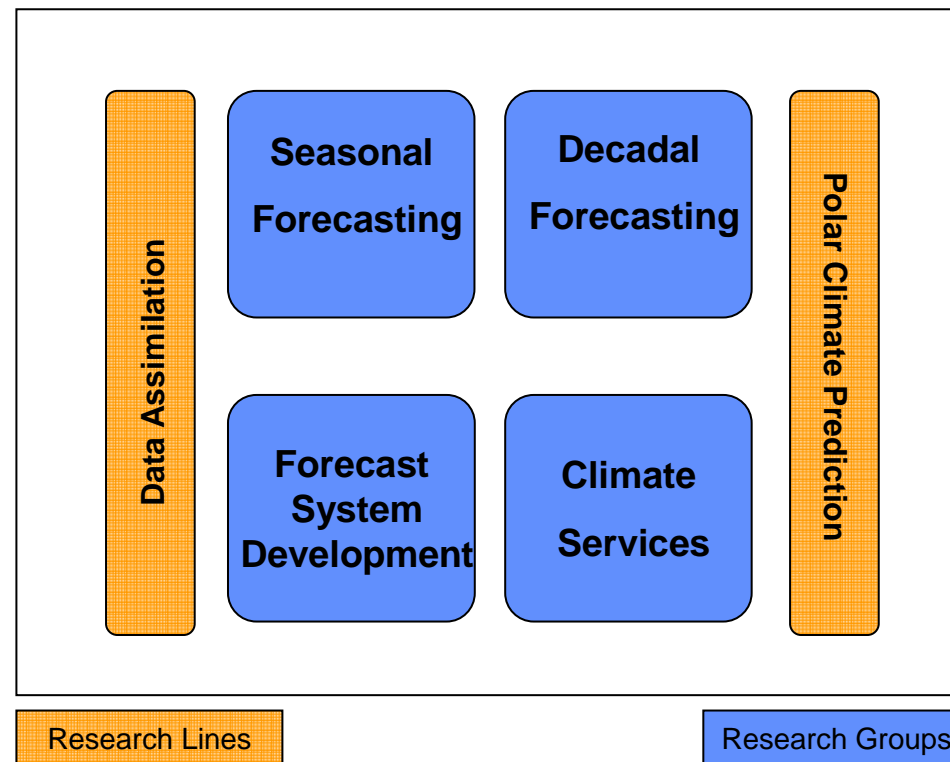 Data Assimilation
Seasonal
Forecasting
Decadal
Forecasting
Polar Climate Prediction
Forecast
System
Development
Climate
Services
Research Lines
Research Groups